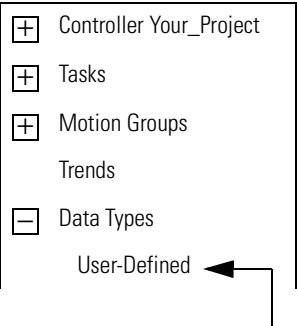 Controller Your_Project
Tasks
Motion Groups
Trends
Data Types
User-Defined